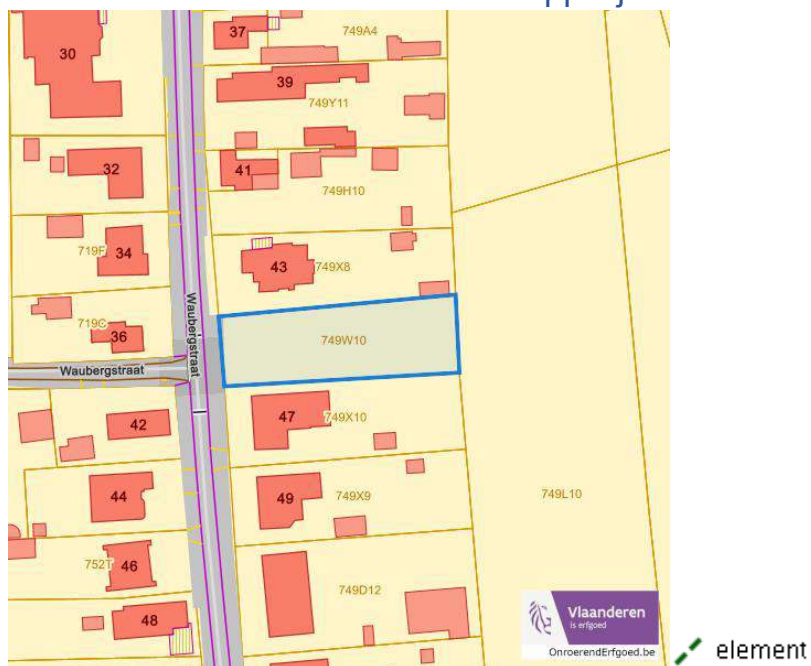 30
37
749A4
39
749Y11
32
41
749H10
719F
34
43
749X8
719C
36
Waubergstraat
749W10
Waubergstraat
42
47
749X10
44
49
749X9
749L10
752T
46
749D12
48
Vlaanderen
is erfgoed
OnroerendErfgoed.be
element